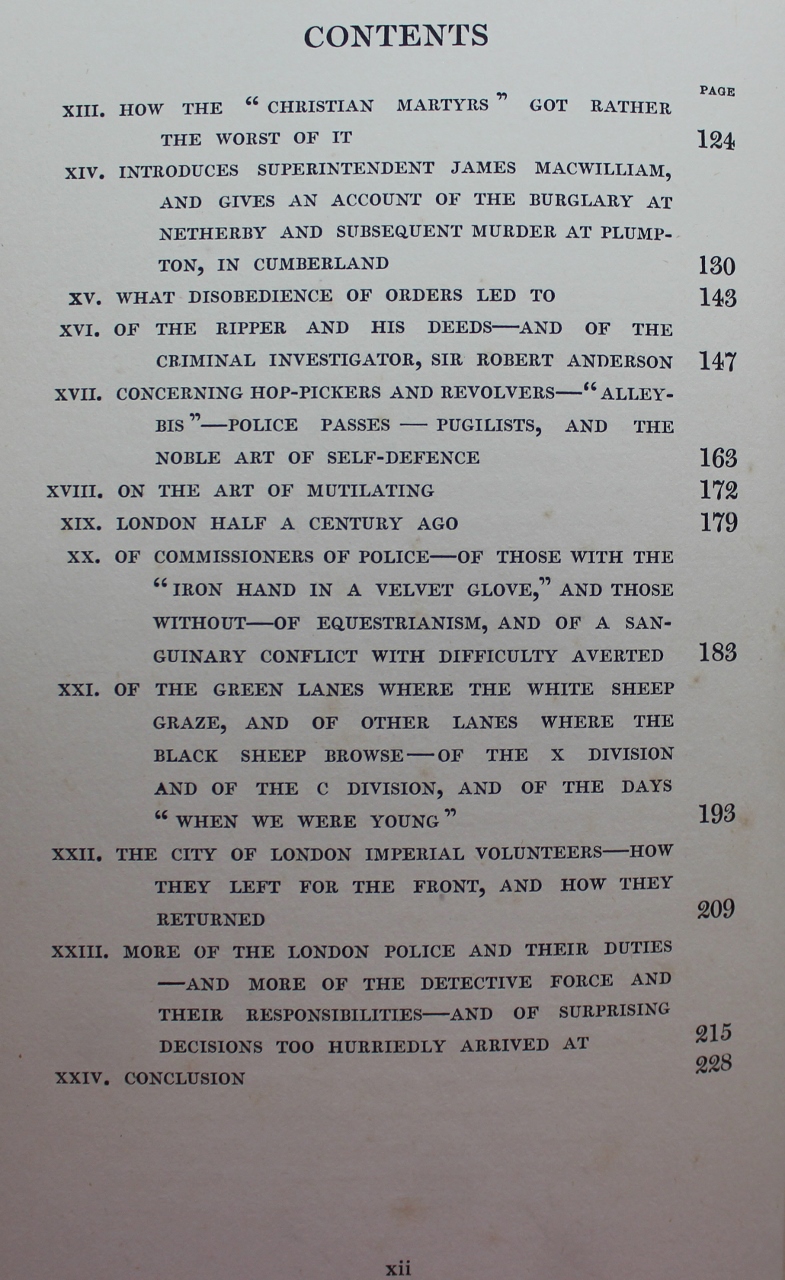 CONTENTS
PAGE
XIII. HOW THE “ CHRISTIAN MARTYRS ” GOT RATHER
THE WORST OF IT 124
XIV. INTRODUCES SUPERINTENDENT JAMES MACWILLIAM,
AND GIVES AN ACCOUNT OF THE BURGLARY AT
NETHERBY AND SUBSEQUENT MURDER AT PLUMP-
TON, IN CUMBERLAND 130
XV. WHAT DISOBEDIENCE OF ORDERS LED TO 143
XVI. OF THE RIPPER AND HIS DEEDS—AND OF THE
CRIMINAL INVESTIGATOR, SIR ROBERT ANDERSON 147
XVII. CONCERNING HOP-PICKERS AND REVOLVERS—“ ALLEY-
BIS ”—POLICE PASSES — PUGILISTS, AND THE
NOBLE ART OF SELF-DEFENCE 163
XVIII. ON THE ART OF MUTILATING 172
XIX. LONDON HALF A CENTURY AGO 179
XX. OF COMMISSIONERS OF POLICE—OF THOSE WITH THE
“ IRON HAND IN A VELVET GLOVE,” AND THOSE
WITHOUT—OF EQUESTRIANISM, AND OF A SAN-
GUINARY CONFLICT WITH DIFFICULTY AVERTED 183
XXI. OF THE GREEN LANES WHERE THE WHITE SHEEP
GRAZE, AND OF OTHER LANES WHERE THE
BLACK SHEEP BROWSE—OF THE X DIVISION
AND OF THE C DIVISION, AND OF THE DAYS
“ WHEN WE WERE YOUNG ” 193
XXII. THE CITY OF LONDON IMPERIAL VOLUNTEERS—HOW
THEY LEFT FOR THE FRONT, AND HOW THEY
RETURNED 209
XXIII. MORE OF THE LONDON POLICE AND THEIR DUTIES
—AND MORE OF THE DETECTIVE FORCE AND
THEIR RESPONSIBILITIES—AND OF SURPRISING
DECISIONS TOO HURRIEDLY ARRIVED AT 215
XXIV. CONCLUSION 228
xii